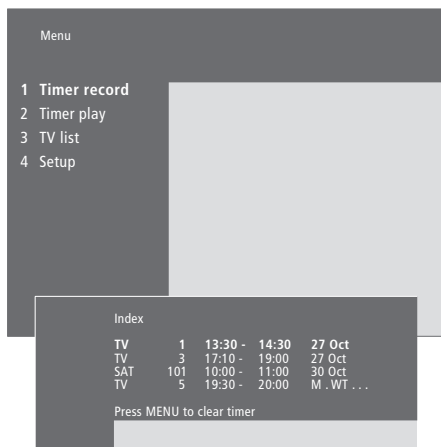 Menu
1 Timer record
2 Timer play
3 TV list
4 Setup
Index
TV 1 13:30 - 14:30 27 Oct
TV 3 17:10 - 19:00 27 Oct
SAT 101 10:00 - 11:00 30 Oct
TV 5 19:30 - 20:00 M . WT . . .
Press MENU to clear timer